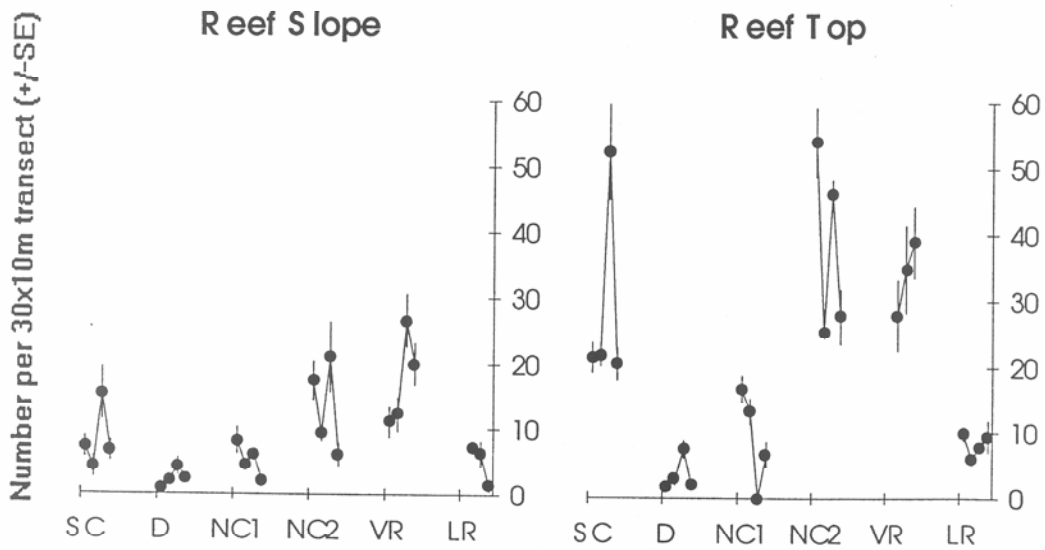 Number per 30x10m transect (+/-SE)
Reef Slope
60
50
40
30
20
10
0
SC D NC1 NC2 VR LR
Reef Top
60
50
40
30
20
10
0
SC D NC1 NC2 VR LR